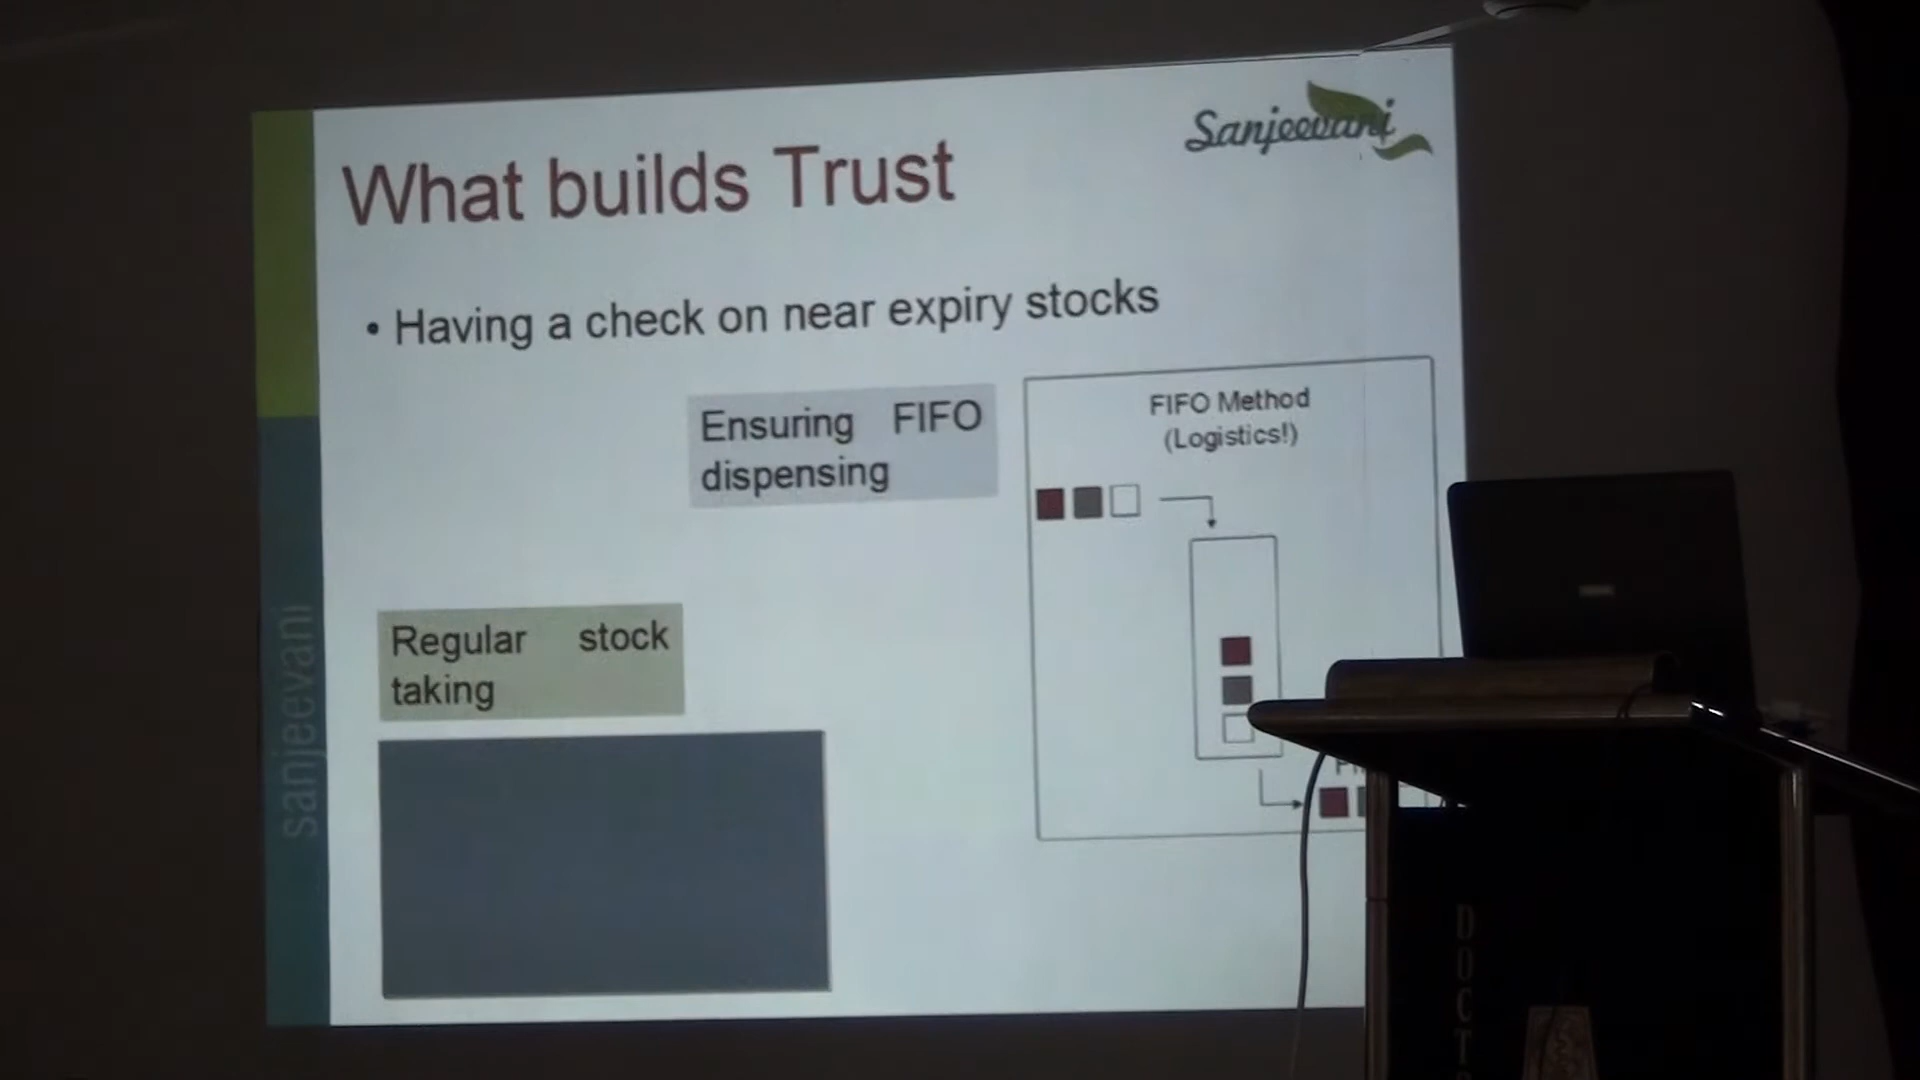 Sanjeevani
What builds Trust
• Having a check on near expiry stocks
Ensuring FIFO
dispensing
FIFO Method
(Logistics!)
Regular stock
taking
sanjeevani